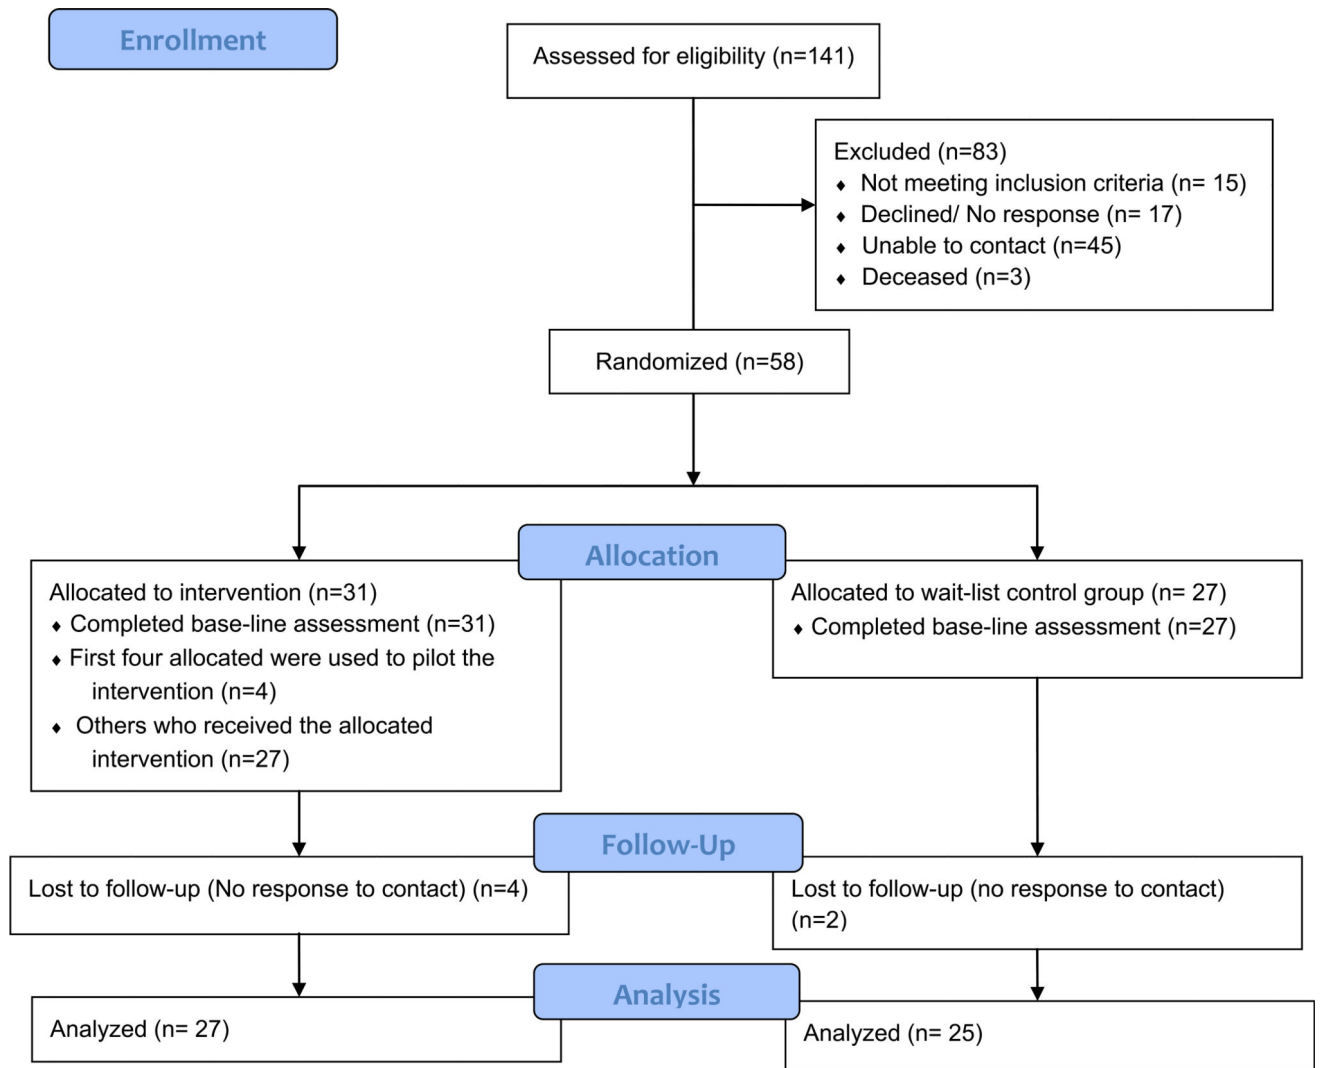 Enrollment
Assessed for eligibility (n=141)
Excluded (n=83)
♦ Not meeting inclusion criteria (n= 15)
♦ Declined/ No response (n= 17)
♦ Unable to contact (n=45)
♦ Deceased (n=3)
Randomized (n=58)
Allocation
Allocated to intervention (n=31)
♦ Completed base-line assessment (n=31)
♦ First four allocated were used to pilot the
intervention (n=4)
♦ Others who received the allocated
intervention (n=27)
Allocated to wait-list control group (n= 27)
♦ Completed base-line assessment (n=27)
Follow-Up
Lost to follow-up (No response to contact) (n=4)
Lost to follow-up (no response to contact)
(n=2)
Analysis
Analyzed (n= 27)
Analyzed (n= 25)